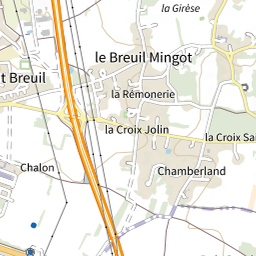 la Girèse
le Breuil Mingot
t Breuil
la Rémonerie
la Croix Jolin
la Croix Sa
Chalon
Chamberland